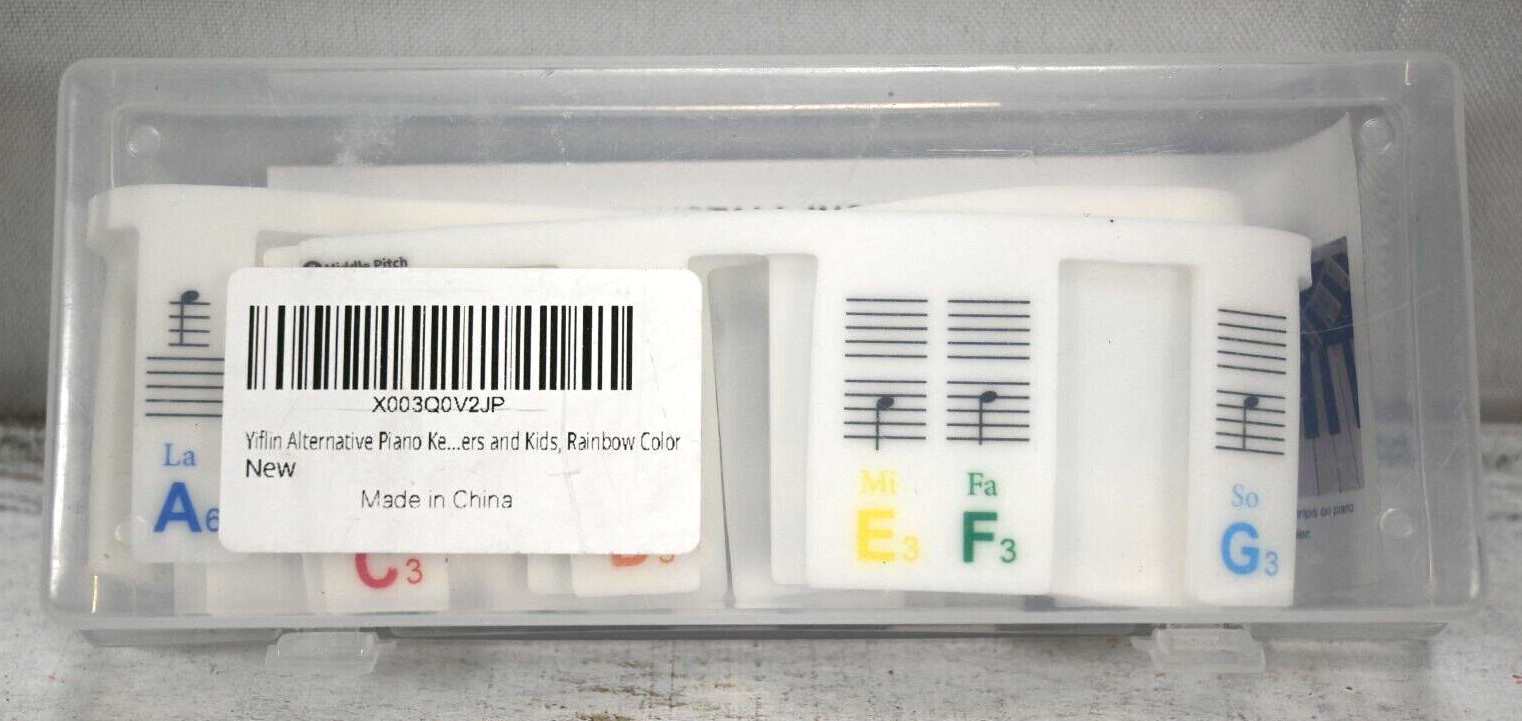 Middle Pitch
X003Q0V2JP
Yiflin Alternative Piano Ke...ers and Kids, Rainbow Color
New
Made in China
La
A6
C3
Mi
E3
Fa
F3
So
G3